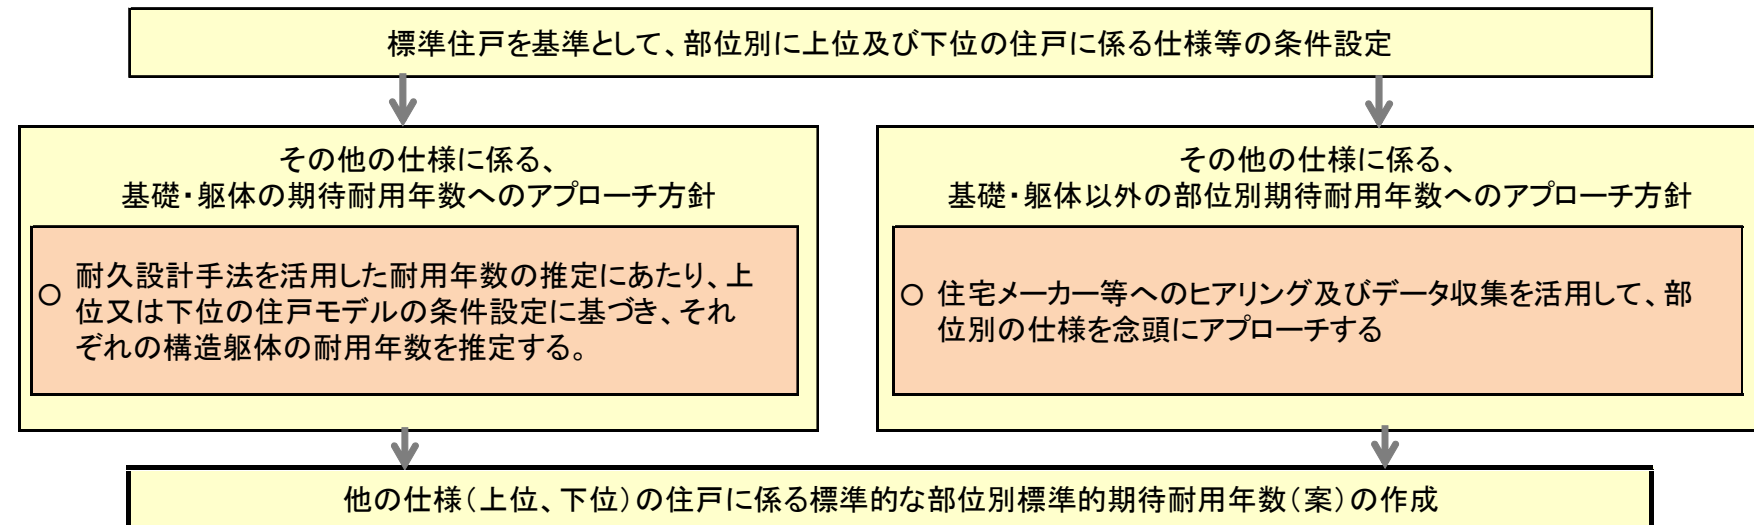 標準住戸を基準として、部位別に上位及び下位の住戸に係る仕様等の条件設定
その他の仕様に係る、
基礎・躯体の期待耐用年数へのアプローチ方針
○ 耐久設計手法を活用した耐用年数の推定にあたり、上
位又は下位の住戸モデルの条件設定に基づき、それ
ぞれの構造躯体の耐用年数を推定する。
その他の仕様に係る、
基礎・躯体以外の部位別期待耐用年数へのアプローチ方針
○ 住宅メーカー等へのヒアリング及びデータ収集を活用して、部
位別の仕様を念頭にアプローチする
他の仕様（上位、下位）の住戸に係る標準的な部位別標準的期待耐用年数（案）の作成